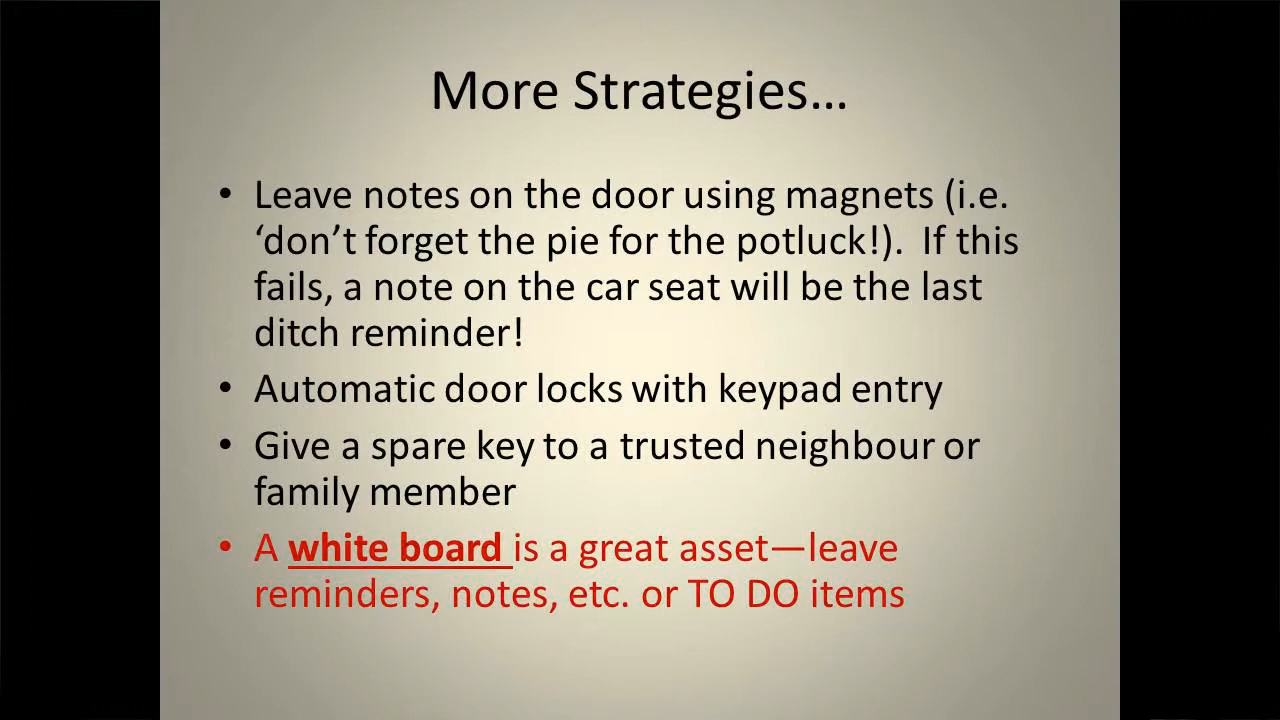 More Strategies…
• Leave notes on the door using magnets (i.e.
‘don’t forget the pie for the potluck!). If this
fails, a note on the car seat will be the last
ditch reminder!
• Automatic door locks with keypad entry
• Give a spare key to a trusted neighbour or
family member
• A white board is a great asset—leave
reminders, notes, etc. or TO DO items